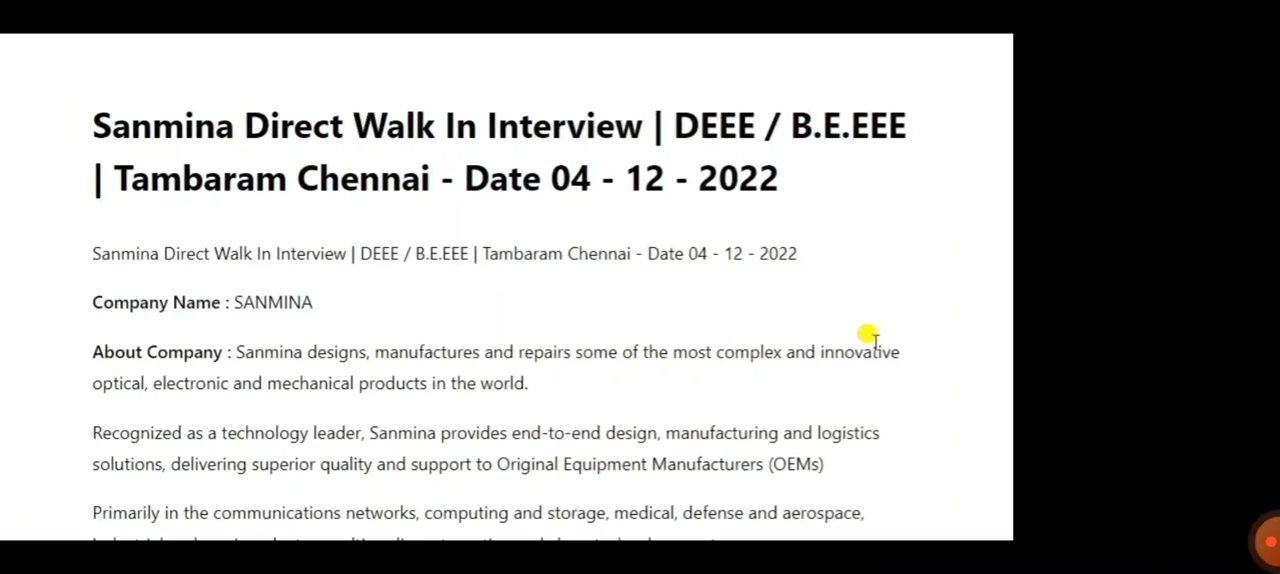 Sanmina Direct Walk In Interview | DEEE / B.E.EEE
| Tambaram Chennai - Date 04 - 12 - 2022
Sanmina Direct Walk In Interview | DEEE / B.E.EEE | Tambaram Chennai - Date 04 - 12 - 2022
Company Name : SANMINA
About Company : Sanmina designs, manufactures and repairs some of the most complex and innovative
optical, electronic and mechanical products in the world.
Recognized as a technology leader, Sanmina provides end-to-end design, manufacturing and logistics
solutions, delivering superior quality and support to Original Equipment Manufacturers (OEMs)
Primarily in the communications networks, computing and storage, medical, defense and aerospace,